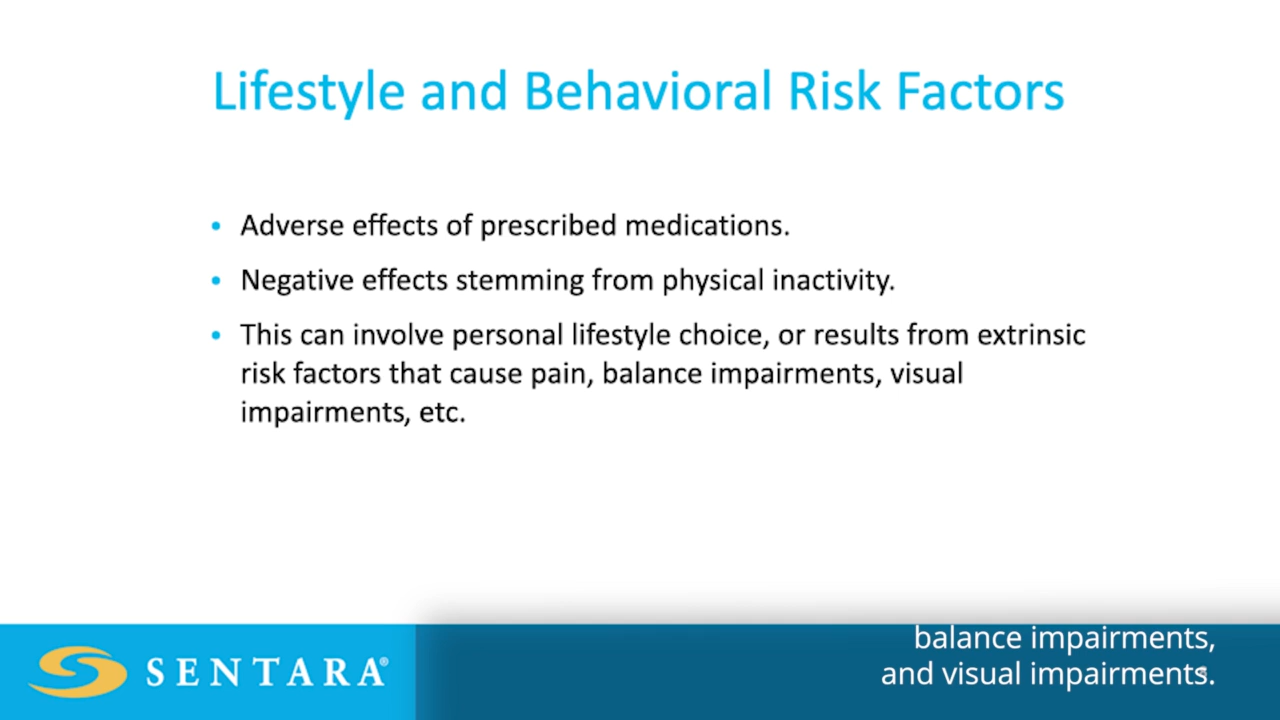 Lifestyle and Behavioral Risk Factors
• Adverse effects of prescribed medications.
• Negative effects stemming from physical inactivity.
• This can involve personal lifestyle choice, or results from extrinsic
risk factors that cause pain, balance impairments, visual
impairments, etc.
balance impairments,
and visual impairments.
SENTARA®